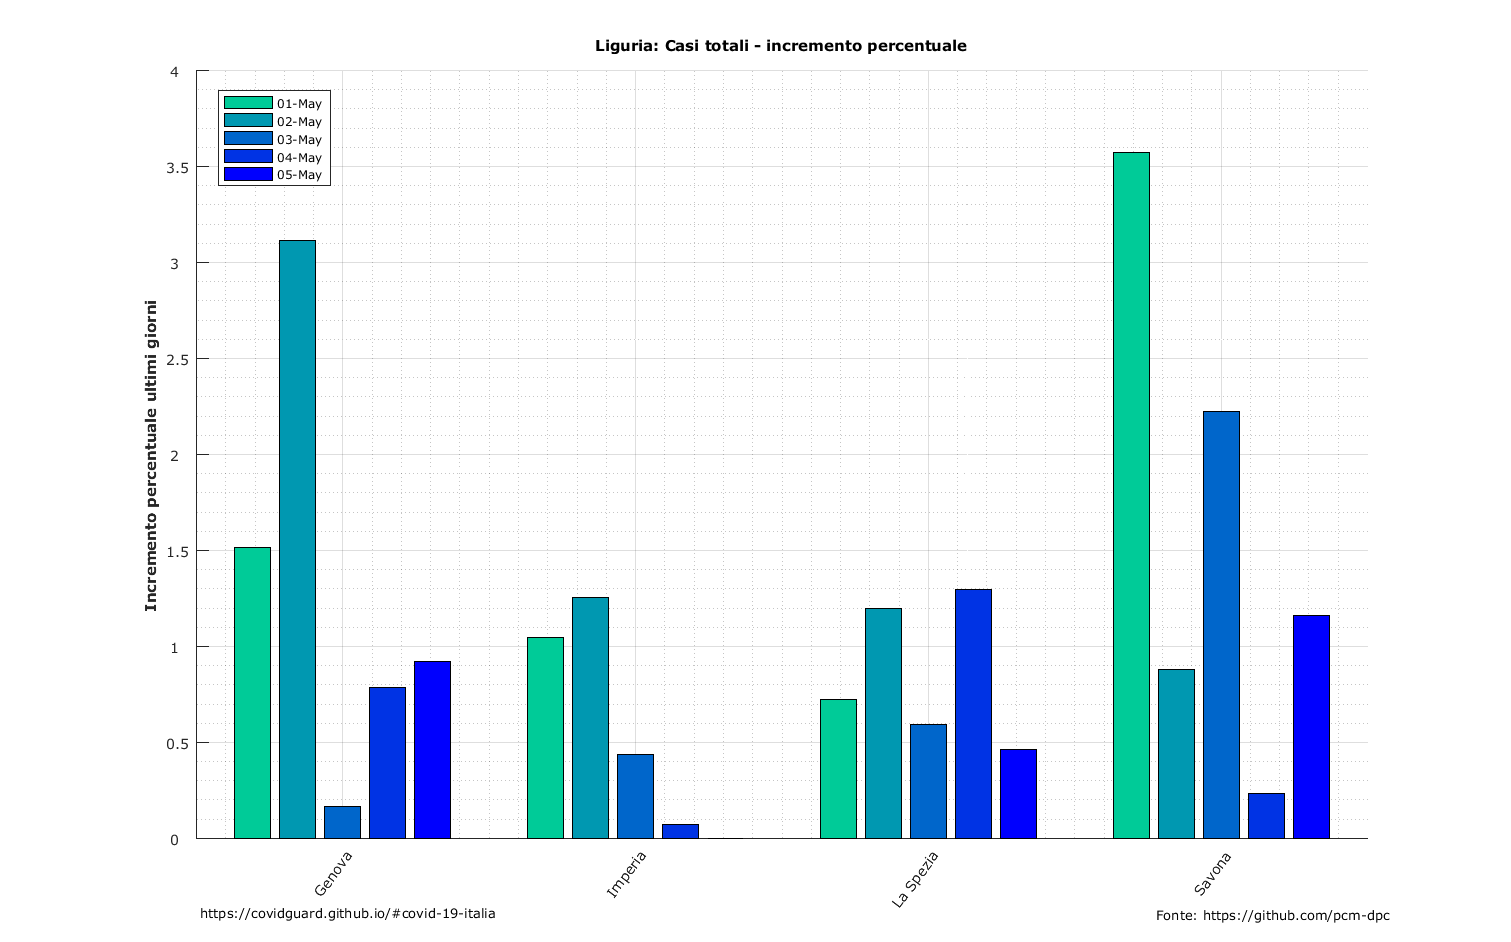 Liguria: Casi totali - incremento percentuale
01-May
02-May
03-May
04-May
05-May
Incremento percentuale ultimi giorni
4
3.5
3
2.5
2
1.5
1
0.5
0
Genova
Imperia
La Spezia
Savona
https://covidguard.github.io/#covid-19-italia
Fonte: https://github.com/pcm-dpc